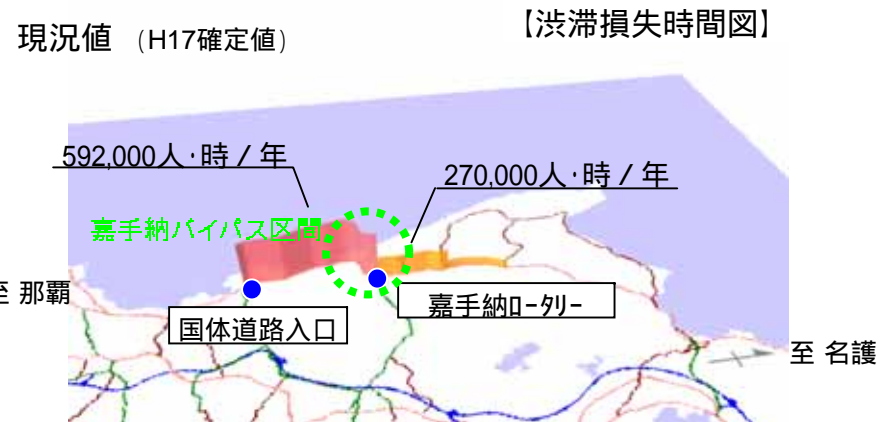 【渋滞損失時間図】
現況値 (H17確定値)
592,000人・時／年
270,000人・時／年
嘉手納バイパス区間
至 那覇
嘉手納ロータリー
国体道路入口
至 名護